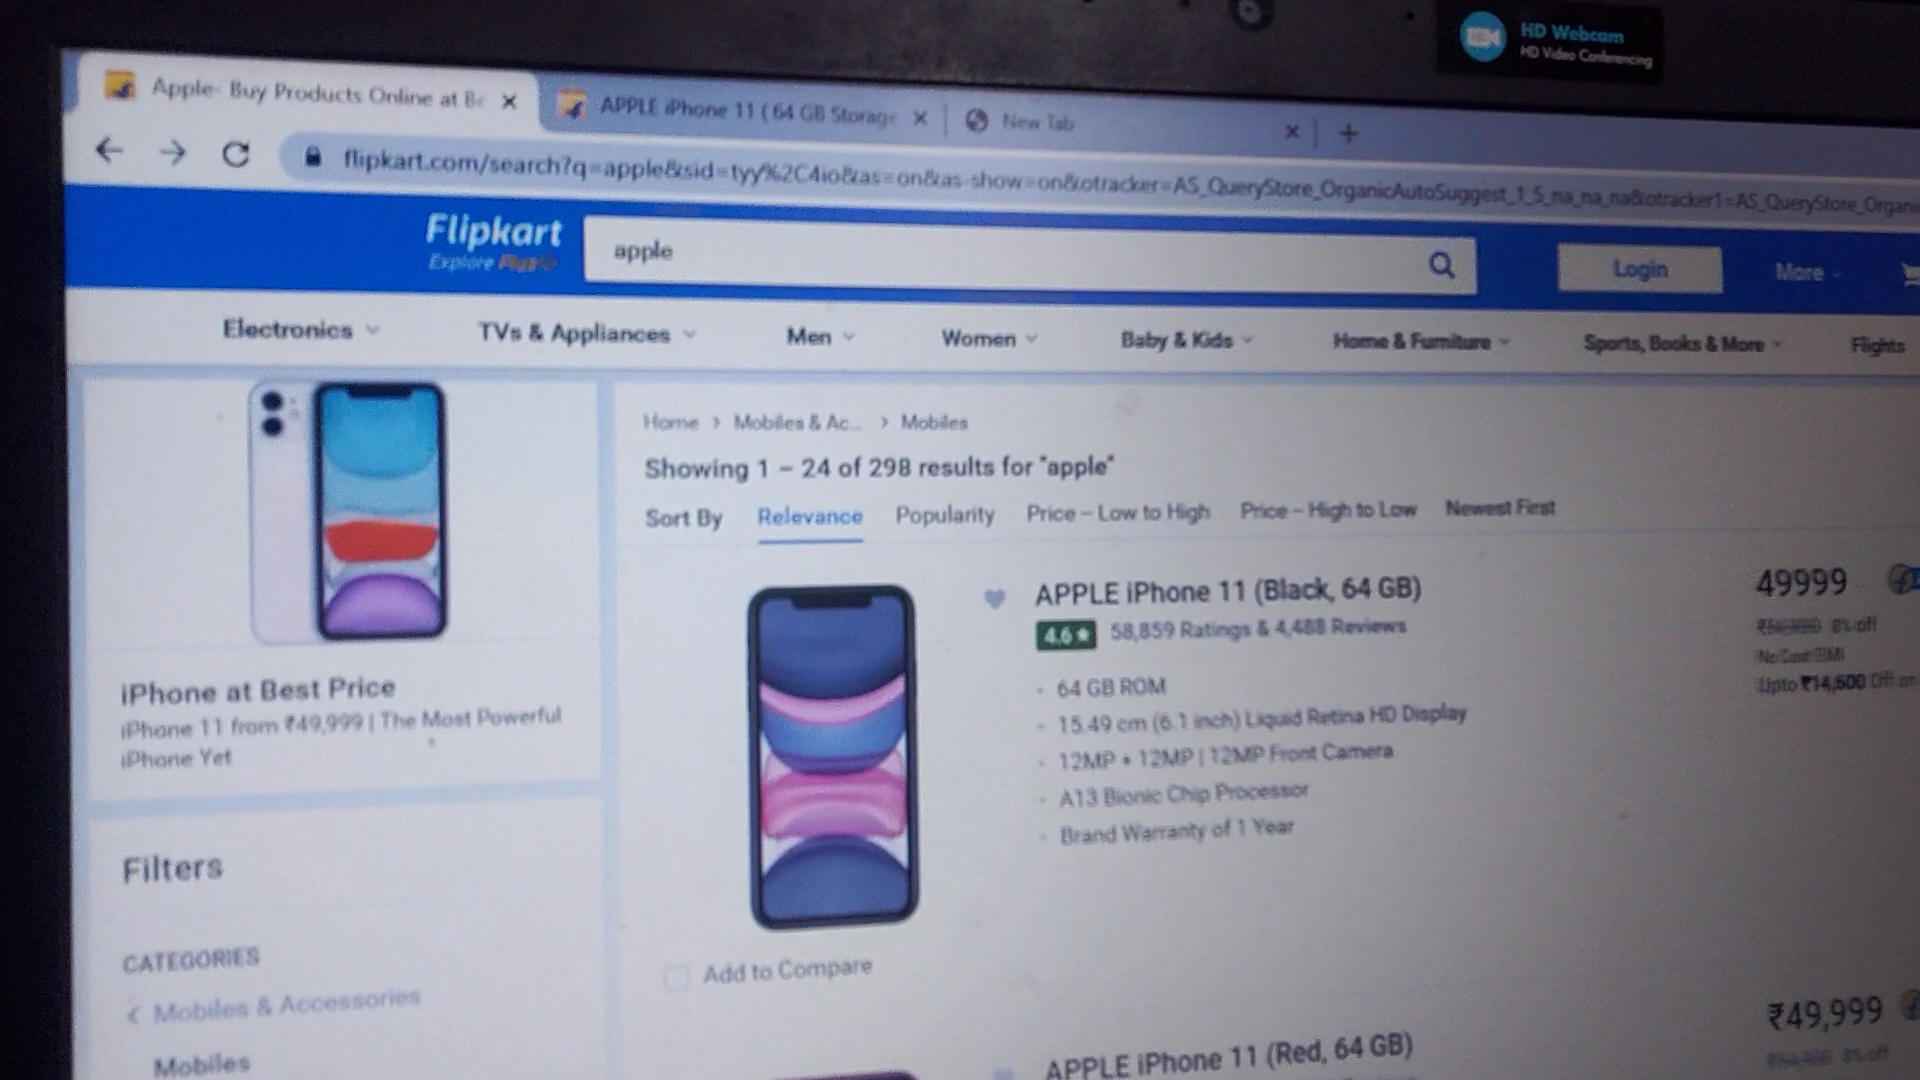 HD Webcam
HD Video Conferencing
Apple- Buy Products Online at Be
APPLE iPhone 11 ( 64 GB Storage
New Tab
flipkart.com/search?q=apple&sid=tyy%2C4io&as=on&as-show=on&otracker=AS_QueryStore_OrganicAutoSuggest_1_5_na_na_na&otracker1=AS_QueryStore_Organi
Flipkart
Explore Plus
apple
Login
More
Electronics
TVs & Appliances
Men
Women
Baby & Kids
Home & Furniture
Sports, Books & More
Flights
iPhone at Best Price
iPhone 11 from ₹49,999 | The Most Powerful
iPhone Yet
Filters
CATEGORIES
< Mobiles & Accessories
Mobiles
Home > Mobiles & Ac... > Mobiles
Showing 1 – 24 of 298 results for "apple"
Sort By Relevance Popularity Price – Low to High Price – High to Low Newest First
APPLE iPhone 11 (Black, 64 GB)
4.6★ 58,859 Ratings & 4,488 Reviews
64 GB ROM
15.49 cm (6.1 inch) Liquid Retina HD Display
12MP + 12MP | 12MP Front Camera
A13 Bionic Chip Processor
Brand Warranty of 1 Year
49999
8% off
No Cost EMI
Upto ₹14,600 Off on
Add to Compare
APPLE iPhone 11 (Red, 64 GB)
₹49,999
8% off